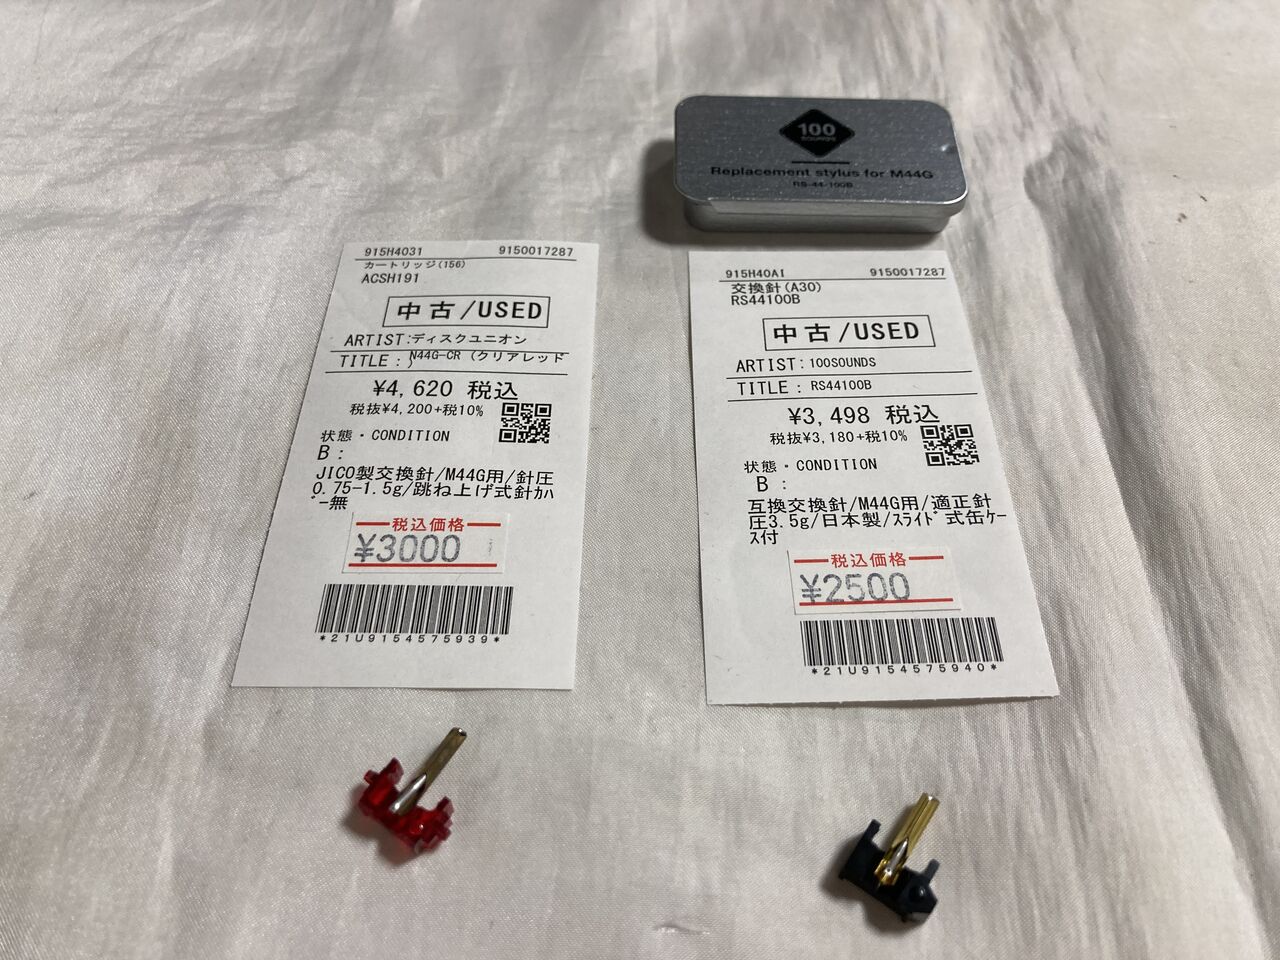 100
SOUNDS
Replacement stylus for M44G
RS-44-100B
915H4031 9150017287
カートリッジ(156)
ACSH191
中古/USED
ARTIST:ディスクユニオン
TITLE: N44G-CR (クリアレッド
)
¥4,620 税込
税抜¥4,200+税10%
状態・CONDITION
B:
JICO製交換針/M44G用/針圧
0.75-1.5g/跳ね上げ式針ｶﾊﾞ
ｰ無
税込価格
¥3000
*21U9154575939*
915H40AI 9150017287
交換針(A30)
RS44100B
中古/USED
ARTIST:100SOUNDS
TITLE: RS44100B
¥3,498 税込
税抜¥3,180+税10%
状態・CONDITION
B:
互換交換針/M44G用/適正針
圧3.5g/日本製/ｽﾗｲﾄﾞ式缶ｹｰ
ｽ付
税込価格
¥2500
*21U9154575940*